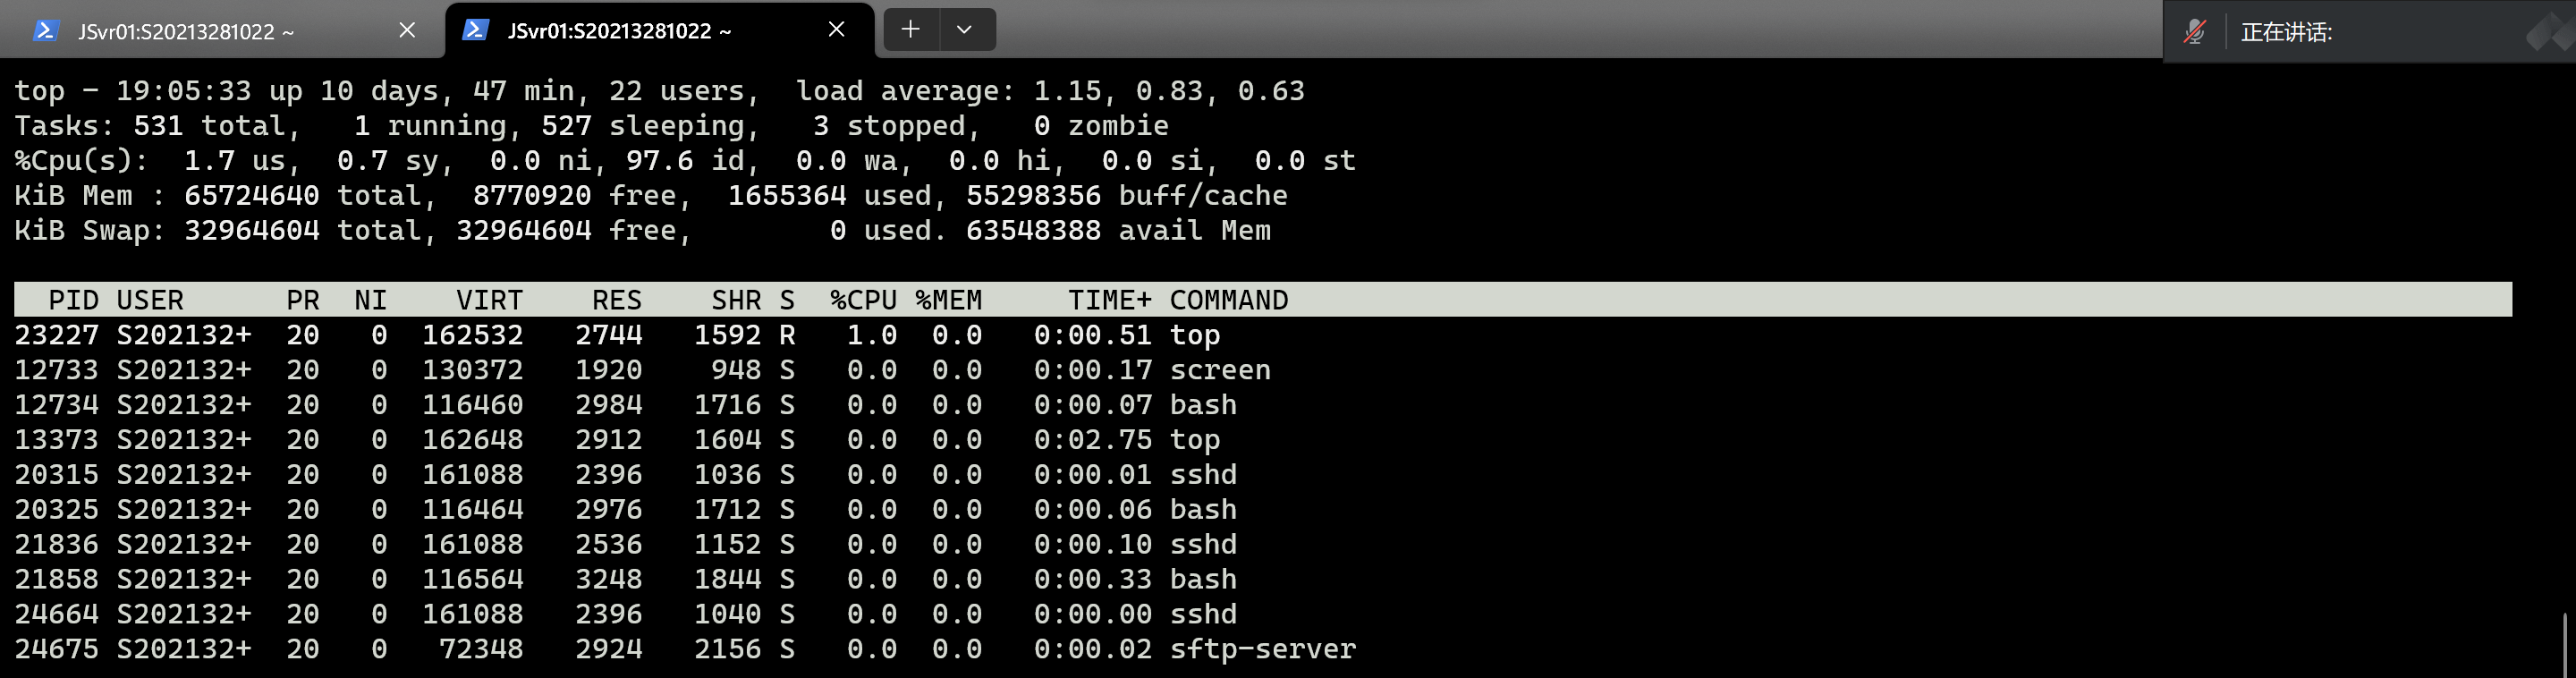 JSvr01:S20213281022 ~
JSvr01:S20213281022 ~
正在讲话:
top - 19:05:33 up 10 days, 47 min, 22 users,  load average: 1.15, 0.83, 0.63
Tasks: 531 total,   1 running, 527 sleeping,   3 stopped,   0 zombie
%Cpu(s):  1.7 us,  0.7 sy,  0.0 ni, 97.6 id,  0.0 wa,  0.0 hi,  0.0 si,  0.0 st
KiB Mem : 65724640 total,  8770920 free,  1655364 used, 55298356 buff/cache
KiB Swap: 32964604 total, 32964604 free,        0 used. 63548388 avail Mem
  PID USER      PR  NI    VIRT    RES    SHR S  %CPU %MEM     TIME+ COMMAND
23227 S202132+  20   0  162532   2744   1592 R   1.0  0.0   0:00.51 top
12733 S202132+  20   0  130372   1920    948 S   0.0  0.0   0:00.17 screen
12734 S202132+  20   0  116460   2984   1716 S   0.0  0.0   0:00.07 bash
13373 S202132+  20   0  162648   2912   1604 S   0.0  0.0   0:02.75 top
20315 S202132+  20   0  161088   2396   1036 S   0.0  0.0   0:00.01 sshd
20325 S202132+  20   0  116464   2976   1712 S   0.0  0.0   0:00.06 bash
21836 S202132+  20   0  161088   2536   1152 S   0.0  0.0   0:00.10 sshd
21858 S202132+  20   0  116564   3248   1844 S   0.0  0.0   0:00.33 bash
24664 S202132+  20   0  161088   2396   1040 S   0.0  0.0   0:00.00 sshd
24675 S202132+  20   0   72348   2924   2156 S   0.0  0.0   0:00.02 sftp-server